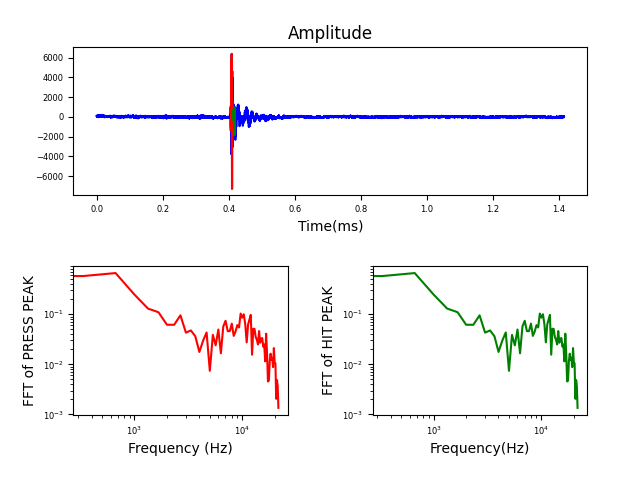 Amplitude
6000
4000
2000
0
−2000
−4000
−6000
0.0 0.2 0.4 0.6 0.8 1.0 1.2 1.4
Time(ms)
FFT of PRESS PEAK
10⁻¹
10⁻²
10⁻³
10³ 10⁴
Frequency (Hz)
FFT of HIT PEAK
10⁻¹
10⁻²
10⁻³
10³ 10⁴
Frequency(Hz)